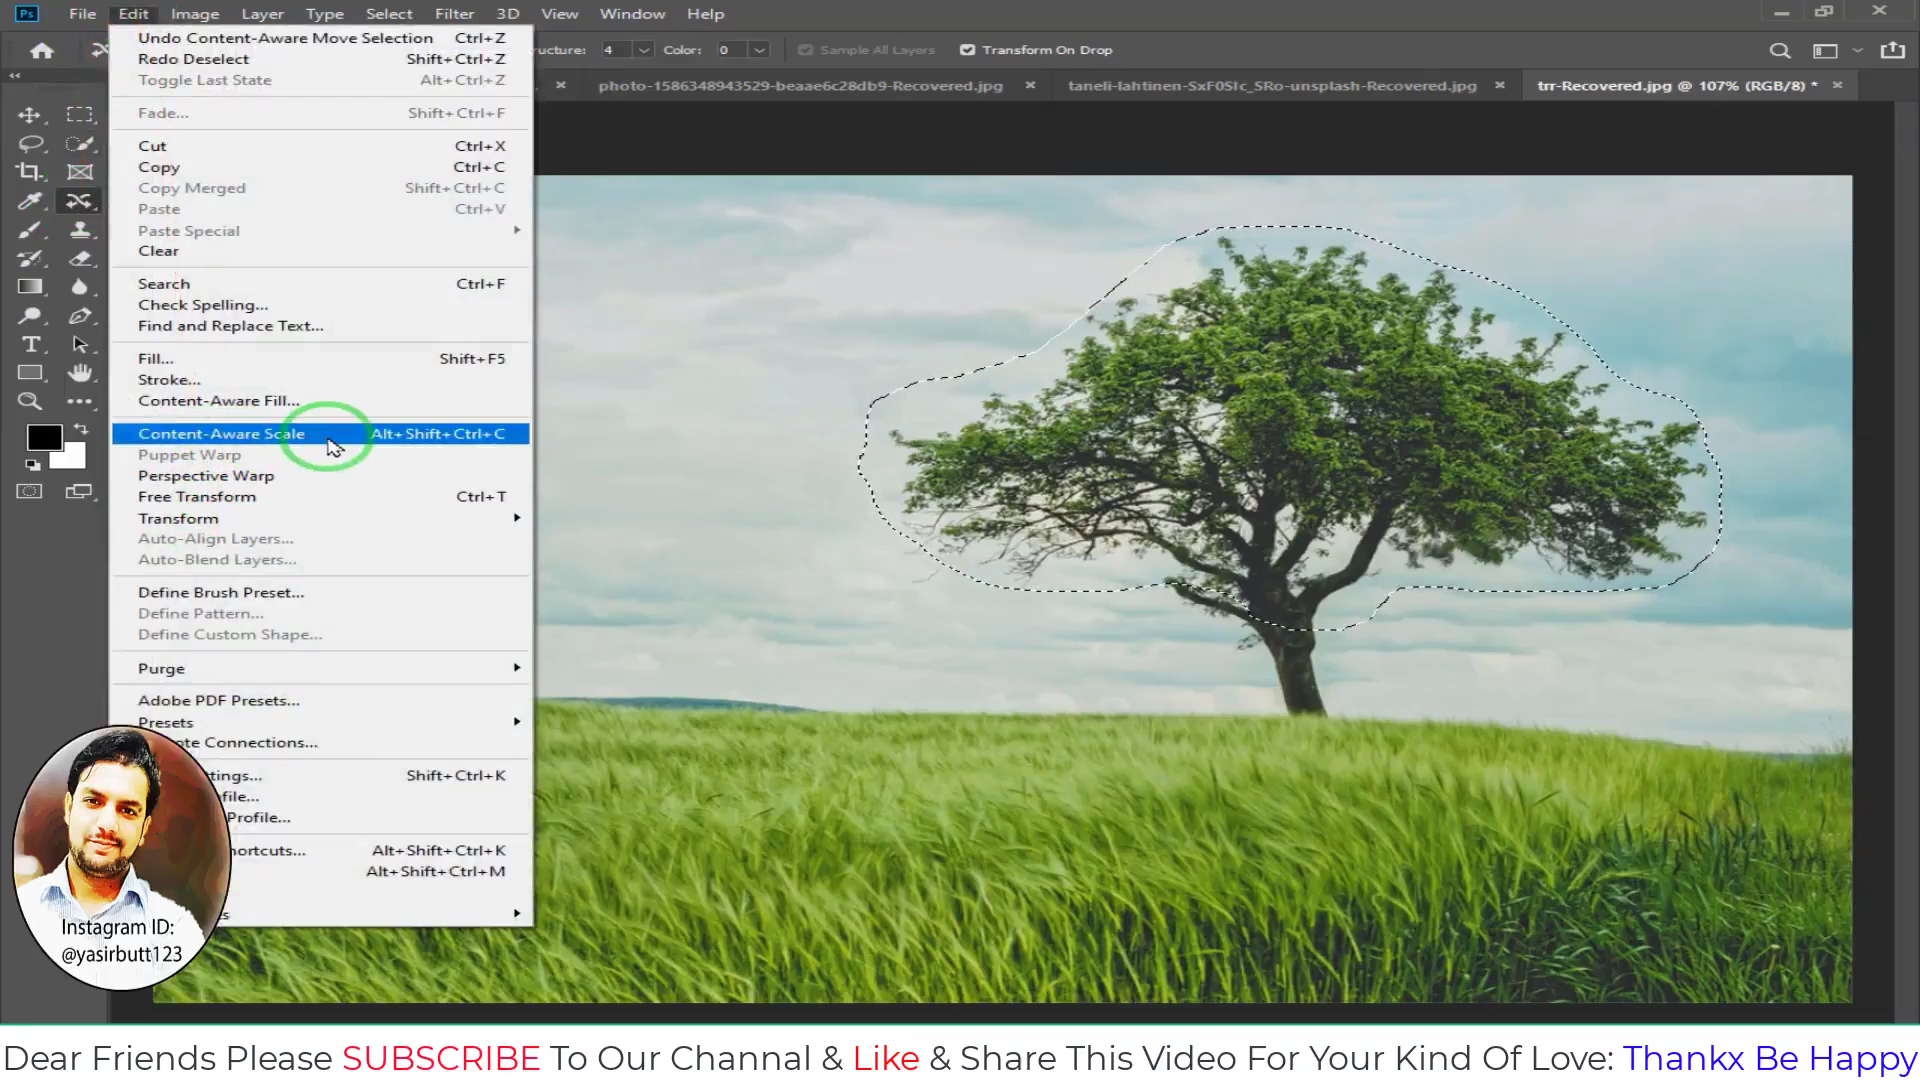 Ps File Edit Image Layer Type Select Filter 3D View Window Help
ucture: 4 Color: 0 Sample All Layers Transform On Drop
photo-1586348943529-beaae6c28db9-Recovered.jpg taneli-lahtinen-SxF0SIc_SRo-unsplash-Recovered.jpg trr-Recovered.jpg @ 107% (RGB/8) *
Undo Content-Aware Move Selection Ctrl+Z
Redo Deselect Shift+Ctrl+Z
Toggle Last State Alt+Ctrl+Z
Fade... Shift+Ctrl+F
Cut Ctrl+X
Copy Ctrl+C
Copy Merged Shift+Ctrl+C
Paste Ctrl+V
Paste Special
Clear
Search Ctrl+F
Check Spelling...
Find and Replace Text...
Fill... Shift+F5
Stroke...
Content-Aware Fill...
Content-Aware Scale Alt+Shift+Ctrl+C
Puppet Warp
Perspective Warp
Free Transform Ctrl+T
Transform
Auto-Align Layers...
Auto-Blend Layers...
Define Brush Preset...
Define Pattern...
Define Custom Shape...
Purge
Adobe PDF Presets...
Presets
ote Connections...
tings... Shift+Ctrl+K
file...
Profile...
hortcuts... Alt+Shift+Ctrl+K
Alt+Shift+Ctrl+M
s
Instagram ID:
@yasirbutt123
Dear Friends Please SUBSCRIBE To Our Channal & Like & Share This Video For Your Kind Of Love: Thankx Be Happy